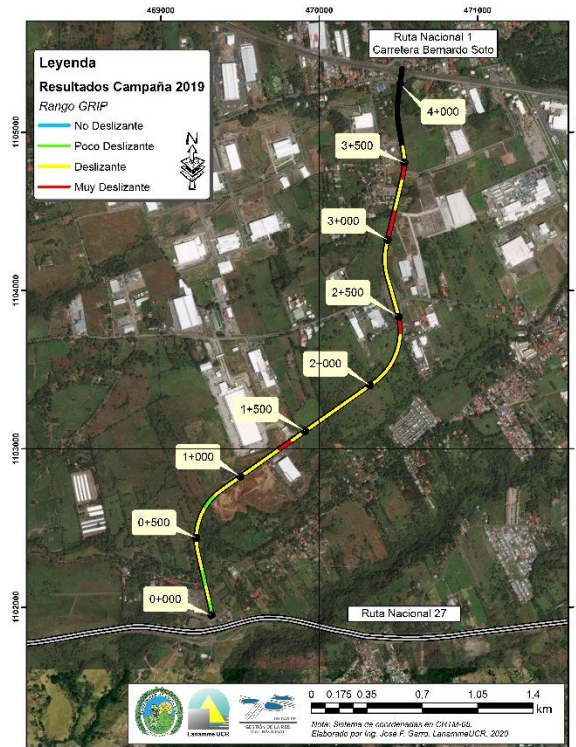 469000 470000 471000
Ruta Nacional 1
Carretera Bernardo Soto
Leyenda
Resultados Campaña 2019
Rango GRIP
No Deslizante
Poco Deslizante
Deslizante
Muy Deslizante
N
4+000
1105000
3+500
3+000
1104000
2+500
2+000
1+500
1103000
1+000
0+500
0+000
1102000
Ruta Nacional 27
LanammeUCR
0 0.175 0.35 0.7 1.05 1.4
km
Nota: Sistema de coordenadas en CRTM-05.
Elaborado por Ing. José F. Garro. LanammeUCR, 2020